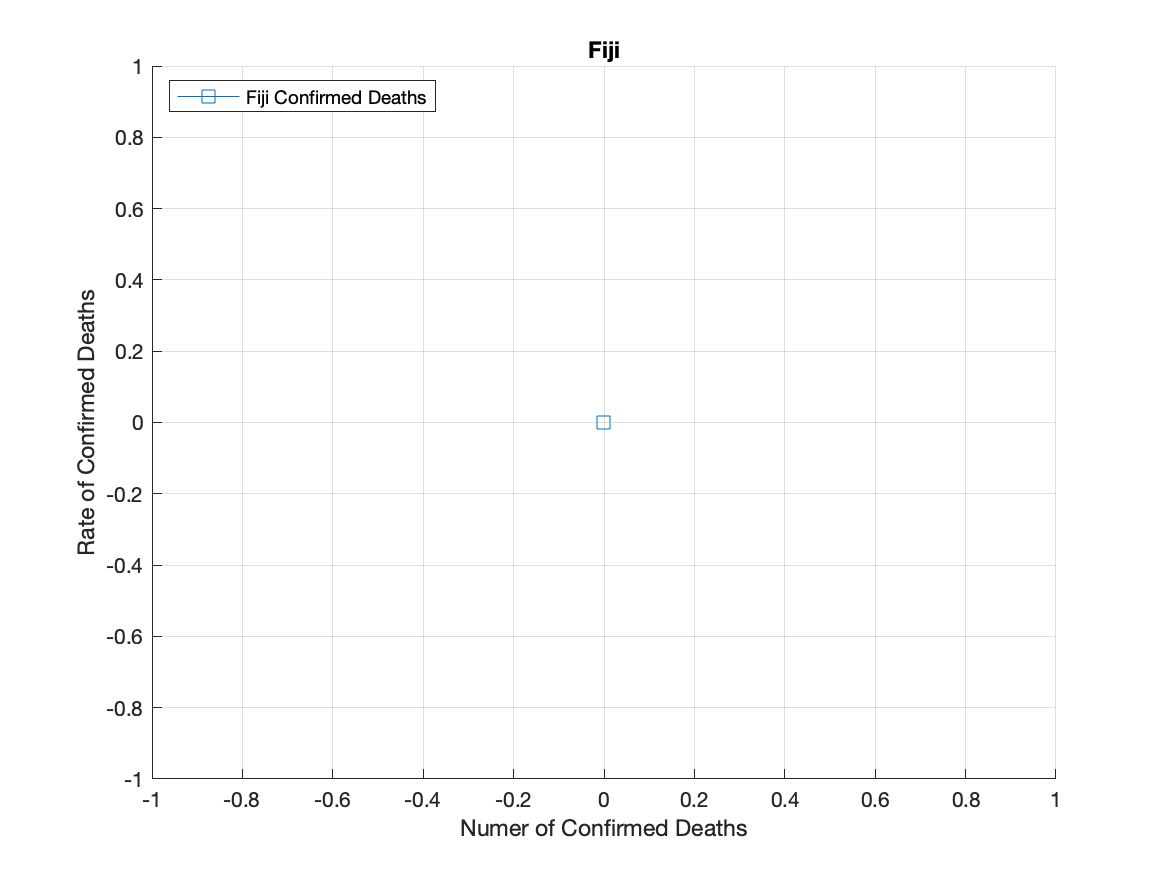 Fiji
Fiji Confirmed Deaths
1
0.8
0.6
0.4
0.2
0
-0.2
-0.4
-0.6
-0.8
-1
Rate of Confirmed Deaths
-1 -0.8 -0.6 -0.4 -0.2 0 0.2 0.4 0.6 0.8 1
Numer of Confirmed Deaths